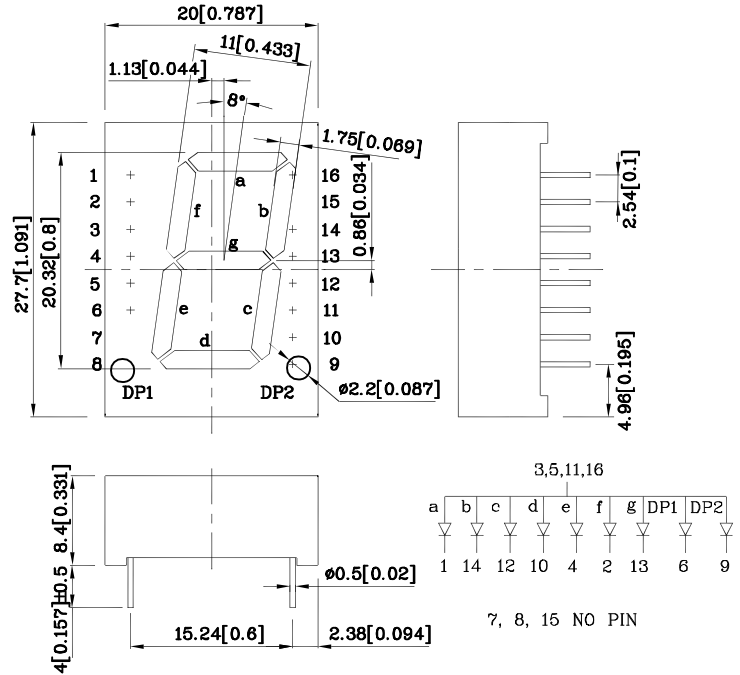 20[0.787]
11[0.433]
1.13[0.044]
8°
1.75[0.069]
1 16
2 15
3 14
4 13
5 12
6 11
7 10
8 9
a
f b
g
e c
d
DP1 DP2
27.7[1.091]
20.32[0.8]
0.86[0.034]
ø2.2[0.087]
2.54[0.1]
4.96[0.195]
8.4[0.331]
4[0.157]±0.5
ø0.5[0.02]
15.24[0.6] 2.38[0.094]
3,5,11,16
a b c d e f g DP1 DP2
1 14 12 10 4 2 13 6 9
7, 8, 15 NO PIN